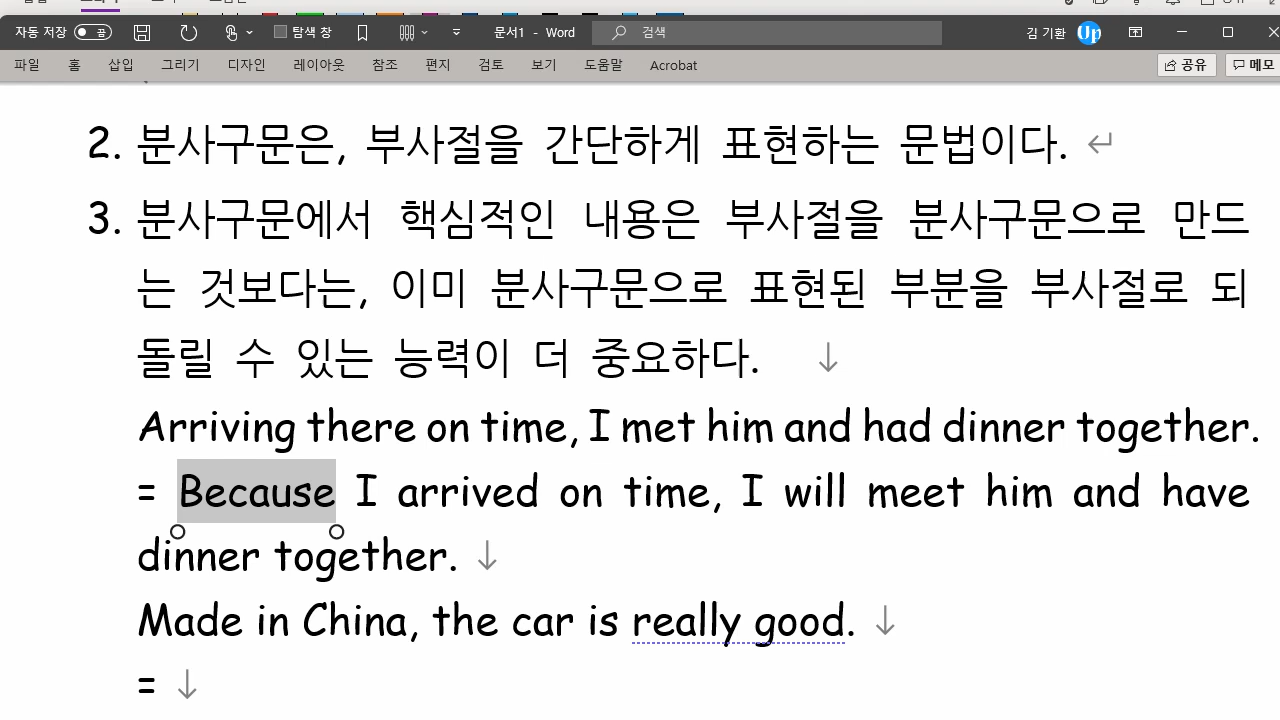 자동 저장 끔 탐색 창 문서1 - Word 검색 김 기환 Up
파일 홈 삽입 그리기 디자인 레이아웃 참조 편지 검토 보기 도움말 Acrobat 공유 메모
2. 분사구문은, 부사절을 간단하게 표현하는 문법이다. ↵
3. 분사구문에서 핵심적인 내용은 부사절을 분사구문으로 만드
는 것보다는, 이미 분사구문으로 표현된 부분을 부사절로 되
돌릴 수 있는 능력이 더 중요하다. ↓
Arriving there on time, I met him and had dinner together.
= Because I arrived on time, I will meet him and have
dinner together. ↓
Made in China, the car is really good. ↓
= ↓